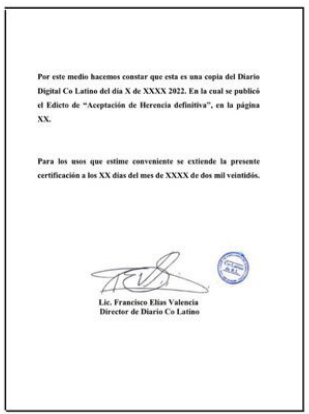 Por este medio hacemos constar que esta es una copia del Diario
Digital Co Latino del día X de XXXX 2022. En la cual se publicó
el Edicto de “Aceptación de Herencia definitiva”, en la página
XX.
Para los usos que estime conveniente se extiende la presente
certificación a los XX días del mes de XXXX de dos mil veintidós.
Lic. Francisco Elías Valencia
Director de Diario Co Latino